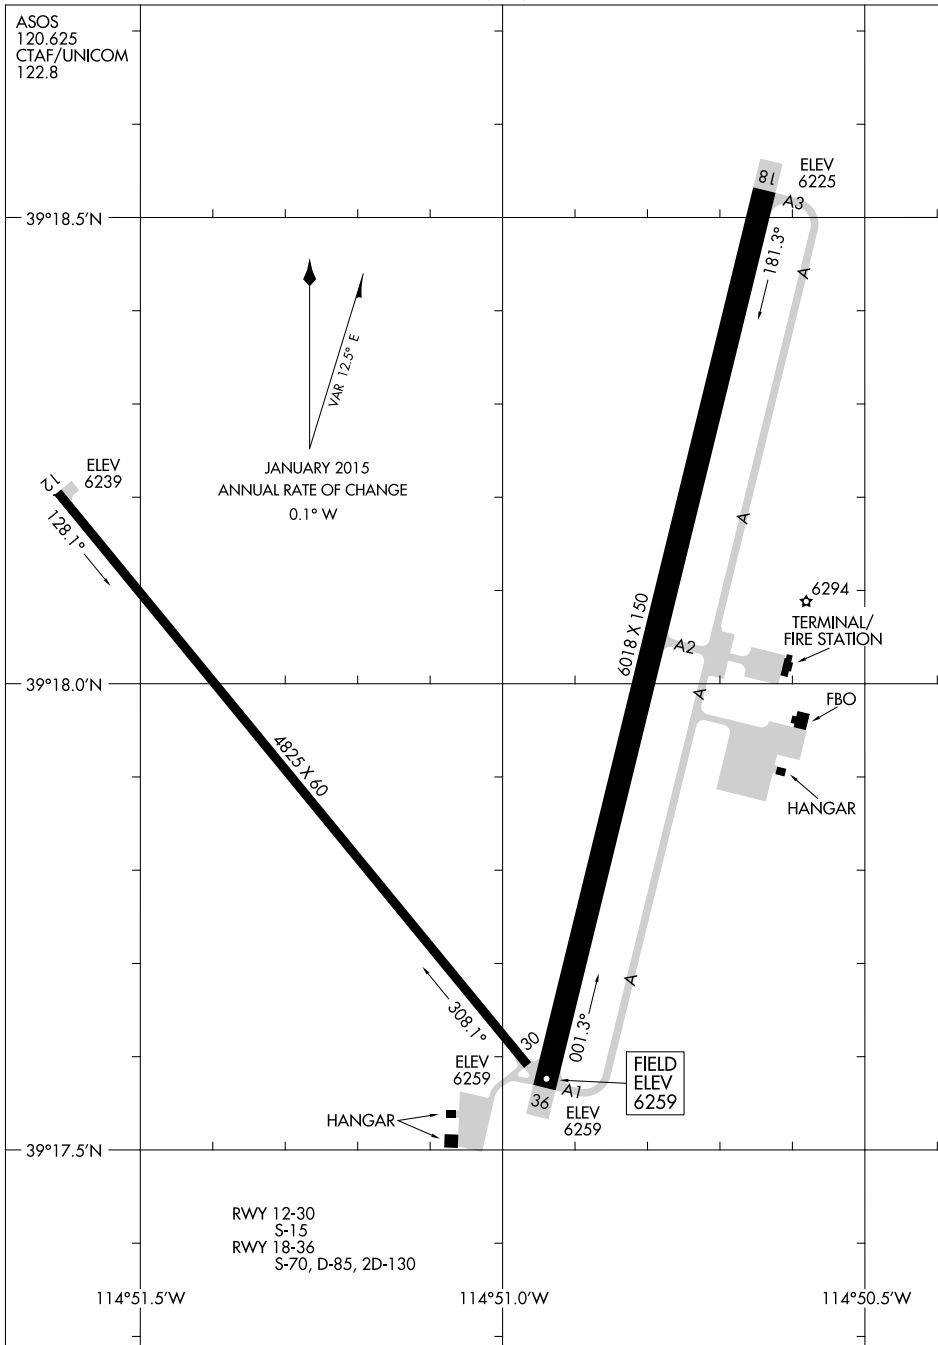 ASOS
120.625
CTAF/UNICOM
122.8
18
ELEV
6225
A3
39°18.5'N
181.3°
A
VAR 12.5° E
JANUARY 2015
ANNUAL RATE OF CHANGE
0.1° W
ELEV
6239
12
128.1°
A
6294
TERMINAL/
FIRE STATION
6018 X 150
A2
39°18.0'N
A
FBO
4825 X 60
HANGAR
A
308.1°
30
001.3°
ELEV
6259
FIELD
ELEV
6259
A1
36
ELEV
6259
HANGAR
39°17.5'N
RWY 12-30
S-15
RWY 18-36
S-70, D-85, 2D-130
114°51.5'W
114°51.0'W
114°50.5'W